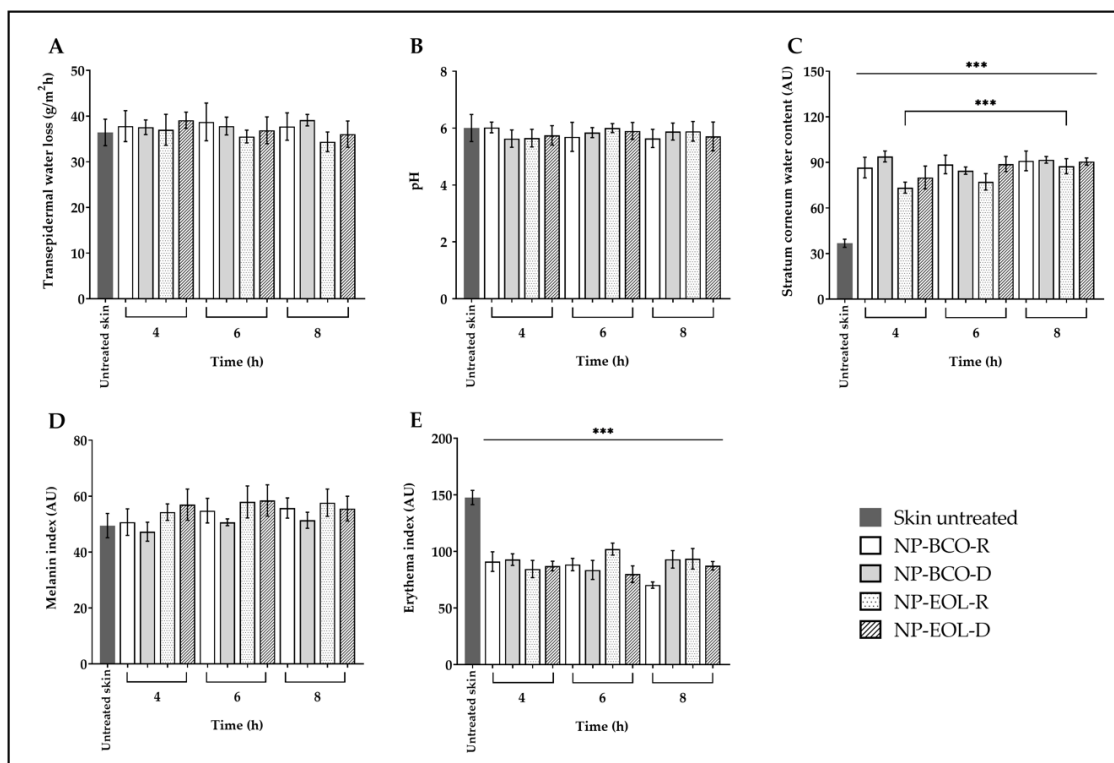 A
Transepidermal water loss (g/m²h)
50
40
30
20
10
0
Untreated skin
4
6
8
Time (h)
B
pH
8
6
4
2
0
Untreated skin
4
6
8
Time (h)
C
Stratum corneum water content (AU)
150
120
90
60
30
0
***
***
Untreated skin
4
6
8
Time (h)
D
Melanin index (AU)
80
60
40
20
0
Untreated skin
4
6
8
Time (h)
E
Erythema index (AU)
200
150
100
50
0
***
Untreated skin
4
6
8
Time (h)
Skin untreated
NP-BCO-R
NP-BCO-D
NP-EOL-R
NP-EOL-D